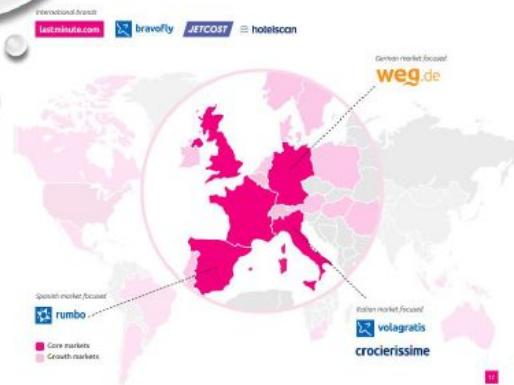 International brands
lastminute.com bravofly JETCOST hotelscan
German market focused
weg.de
Spanish market focused
rumbo
Italian market focused
volagratis
crocierissime
Core markets
Growth markets